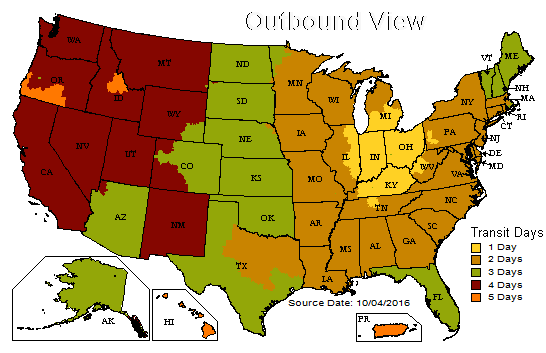 Outbound View
WA
MT
ND
MN
VT
ME
OR
ID
SD
WI
MI
NY
NH
MA
WY
IA
RI
CT
NV
NE
IL
IN
OH
PA
NJ
UT
CO
DE
MD
CA
KS
MO
KY
WV
VA
AZ
NM
OK
AR
TN
NC
SC
TX
MS
AL
GA
LA
FL
AK
HI
PR
Source Date: 10/04/2016
Transit Days
1 Day
2 Days
3 Days
4 Days
5 Days